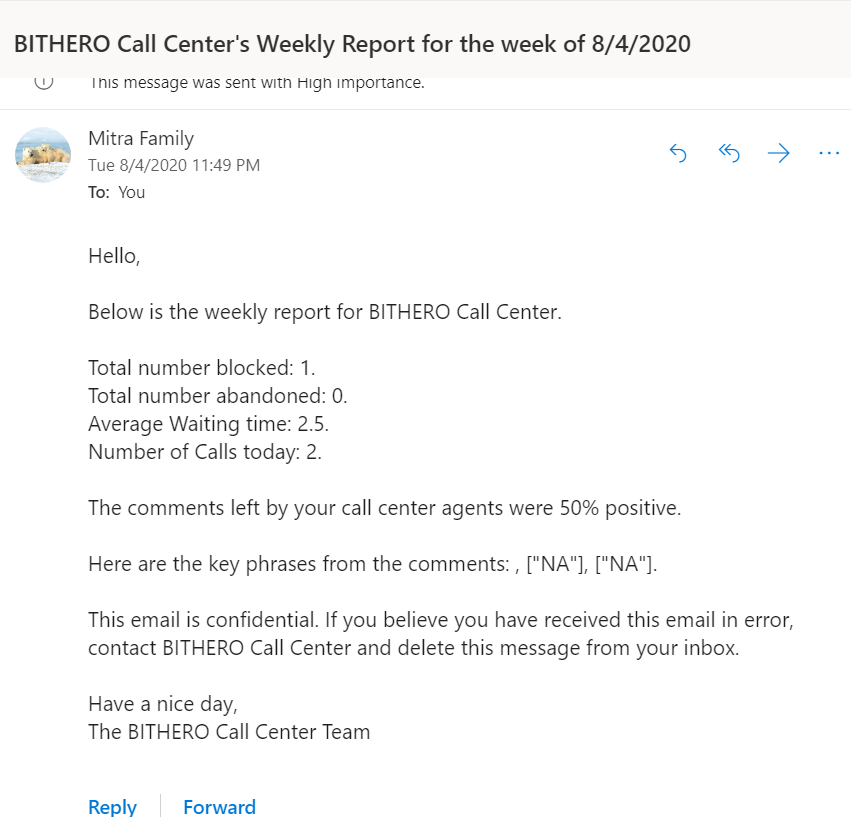 BITHERO Call Center's Weekly Report for the week of 8/4/2020
This message was sent with High importance.
Mitra Family
Tue 8/4/2020 11:49 PM
To: You
Hello,
Below is the weekly report for BITHERO Call Center.
Total number blocked: 1.
Total number abandoned: 0.
Average Waiting time: 2.5.
Number of Calls today: 2.
The comments left by your call center agents were 50% positive.
Here are the key phrases from the comments: , ["NA"], ["NA"].
This email is confidential. If you believe you have received this email in error,
contact BITHERO Call Center and delete this message from your inbox.
Have a nice day,
The BITHERO Call Center Team
Reply Forward